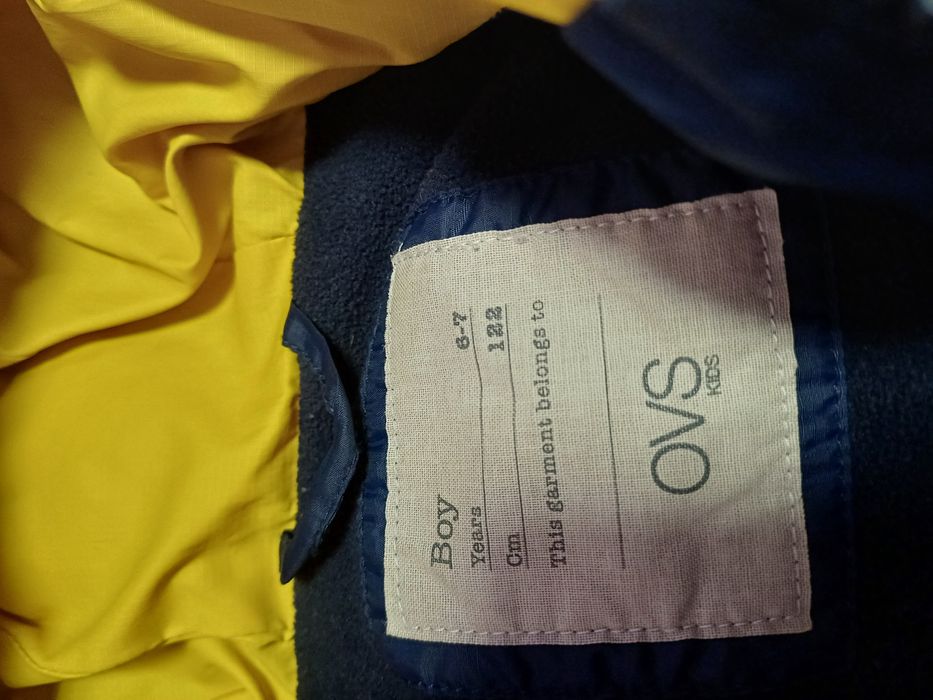 Boy
Years 6-7
Cm 122
This garment belongs to
OVS
KIDS